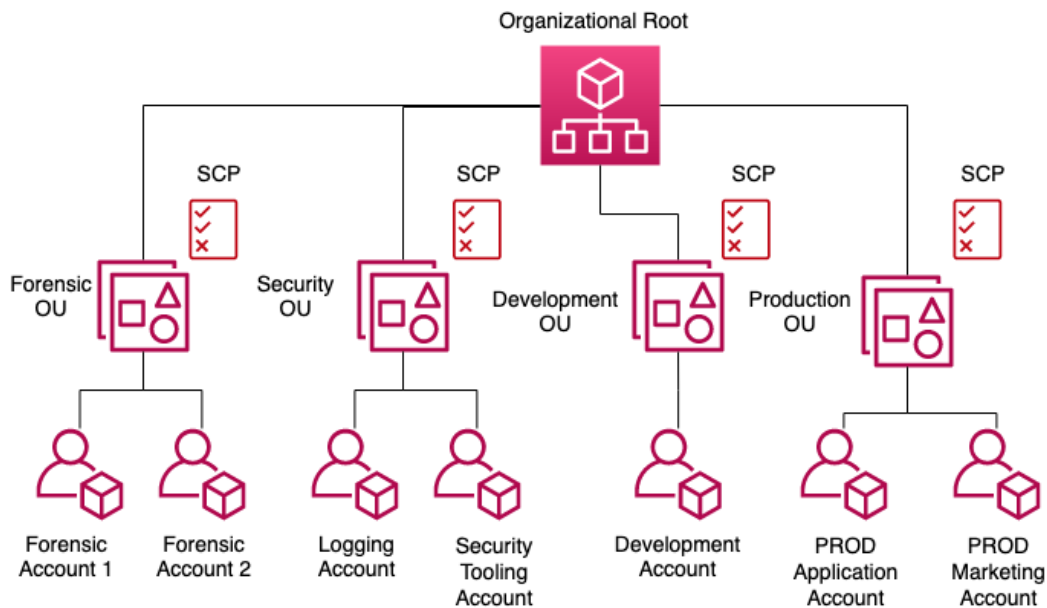 Organizational Root
SCP
SCP
SCP
SCP
Forensic
OU
Security
OU
Development
OU
Production
OU
Forensic
Account 1
Forensic
Account 2
Logging
Account
Security
Tooling
Account
Development
Account
PROD
Application
Account
PROD
Marketing
Account